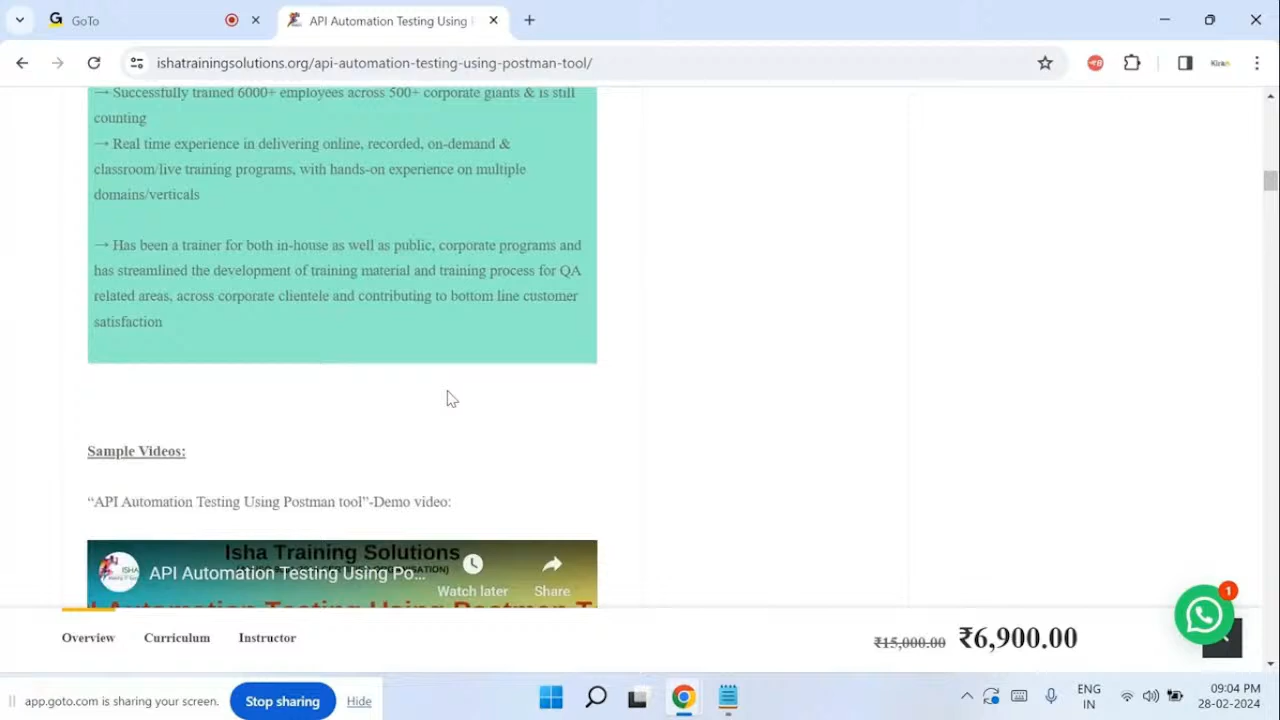 GoTo
API Automation Testing Using
ishatrainingsolutions.org/api-automation-testing-using-postman-tool/
→ Successfully trained 6000+ employees across 500+ corporate giants & is still
counting
→ Real time experience in delivering online, recorded, on-demand &
classroom/live training programs, with hands-on experience on multiple
domains/verticals
→ Has been a trainer for both in-house as well as public, corporate programs and
has streamlined the development of training material and training process for QA
related areas, across corporate clientele and contributing to bottom line customer
satisfaction
Sample Videos:
“API Automation Testing Using Postman tool”-Demo video:
Isha Training Solutions
API Automation Testing Using Po...
Watch later
Share
Automation Testing Using Postman T
Overview
Curriculum
Instructor
₹15,000.00
₹6,900.00
1
app.goto.com is sharing your screen.
Stop sharing
Hide
ENG
IN
09:04 PM
28-02-2024